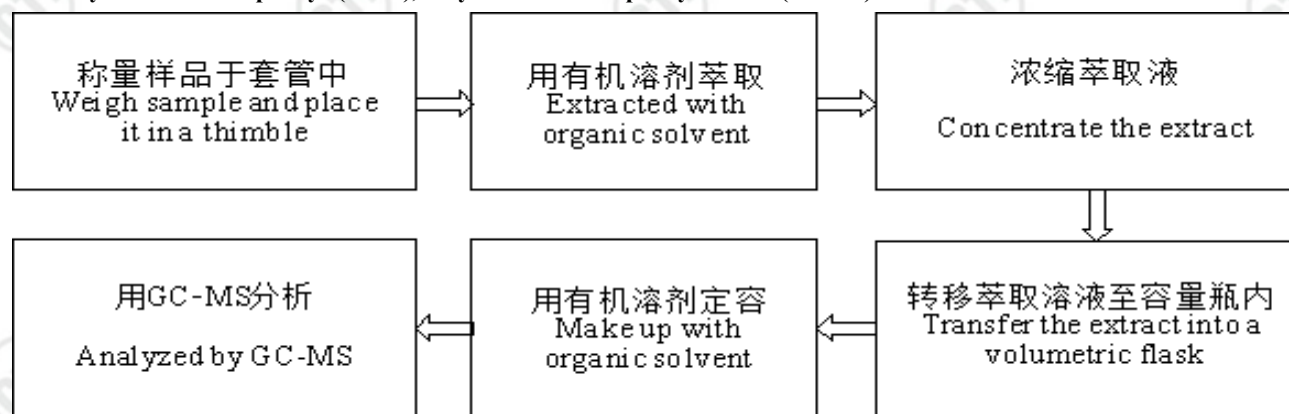 称量样品于套管中
Weigh sample and place
it in a thimble
用有机溶剂萃取
Extracted with
organic solvent
浓缩萃取液
Concentrate the extract
转移萃取溶液至容量瓶内
Transfer the extract into a
volumetric flask
用有机溶剂定容
Make up with
organic solvent
用GC-MS分析
Analyzed by GC-MS